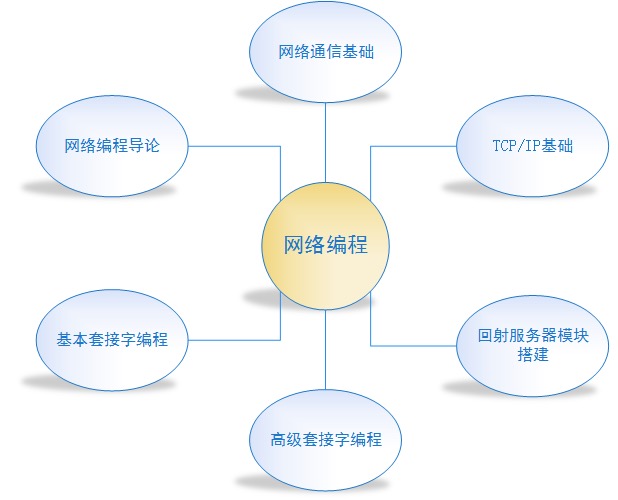 网络通信基础
网络编程导论
TCP/IP基础
网络编程
基本套接字编程
回射服务器模块
搭建
高级套接字编程